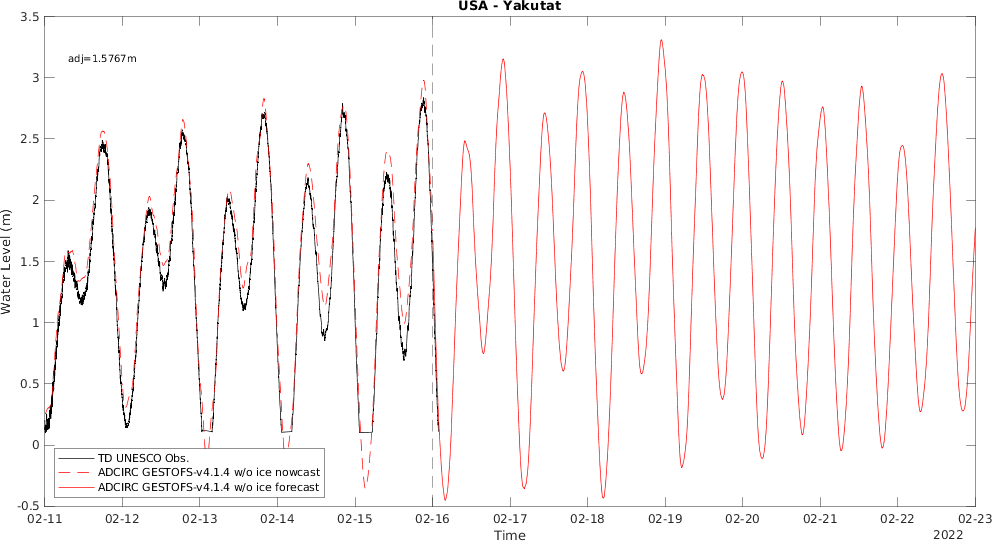 USA - Yakutat
adj=1.5767m
3.5
3
2.5
2
1.5
1
0.5
0
-0.5
Water Level (m)
TD UNESCO Obs.
ADCIRC GESTOFS-v4.1.4 w/o ice nowcast
ADCIRC GESTOFS-v4.1.4 w/o ice forecast
02-11 02-12 02-13 02-14 02-15 02-16 02-17 02-18 02-19 02-20 02-21 02-22 02-23
Time
2022